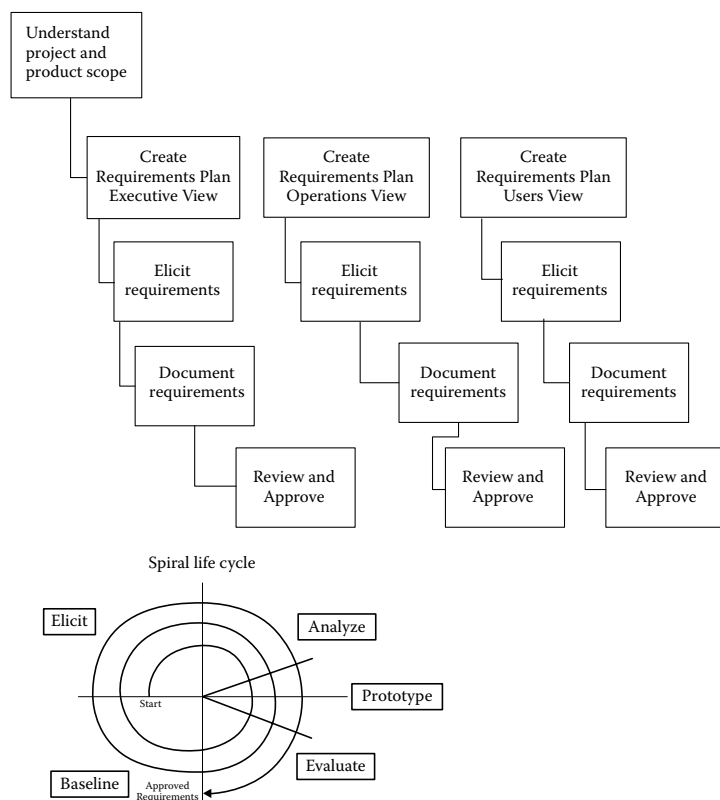 Understand
project and
product scope
Create
Requirements Plan
Executive View
Create
Requirements Plan
Operations View
Create
Requirements Plan
Users View
Elicit
requirements
Elicit
requirements
Elicit
requirements
Document
requirements
Document
requirements
Document
requirements
Review and
Approve
Review and
Approve
Review and
Approve
Spiral life cycle
Elicit
Analyze
Start
Prototype
Evaluate
Baseline
Approved
Requirements